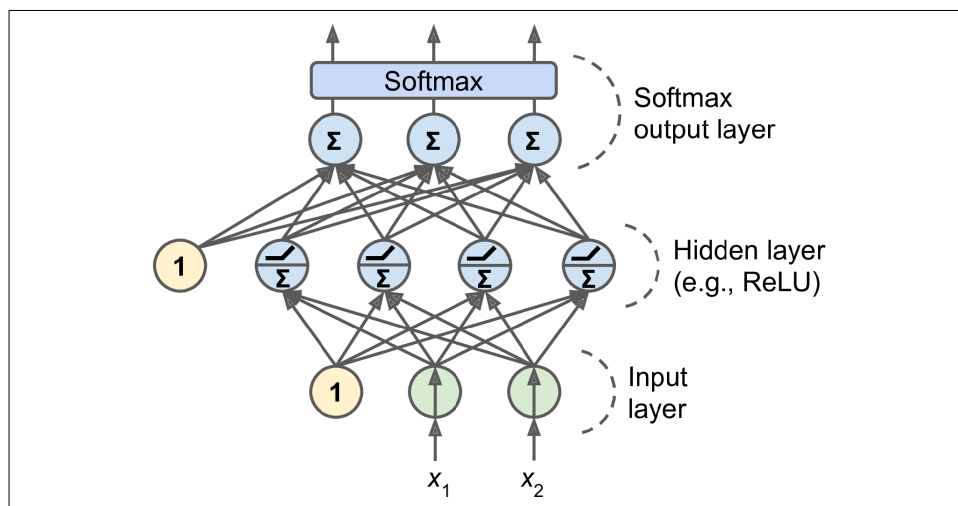 Softmax
Softmax
output layer
Σ Σ Σ
1
Σ Σ Σ Σ
Hidden layer
(e.g., ReLU)
1
Input
layer
x1 x2